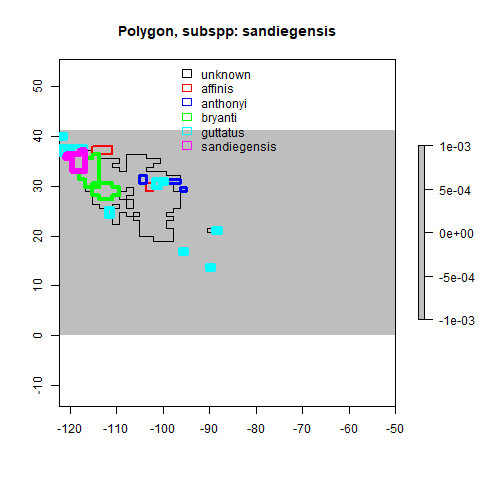 Polygon, subspp: sandiegensis
unknown
affinis
anthonyi
bryanti
guttatus
sandiegensis
50
40
30
20
10
0
-10
-120 -110 -100 -90 -80 -70 -60 -50
1e-03
5e-04
0e+00
-5e-04
-1e-03